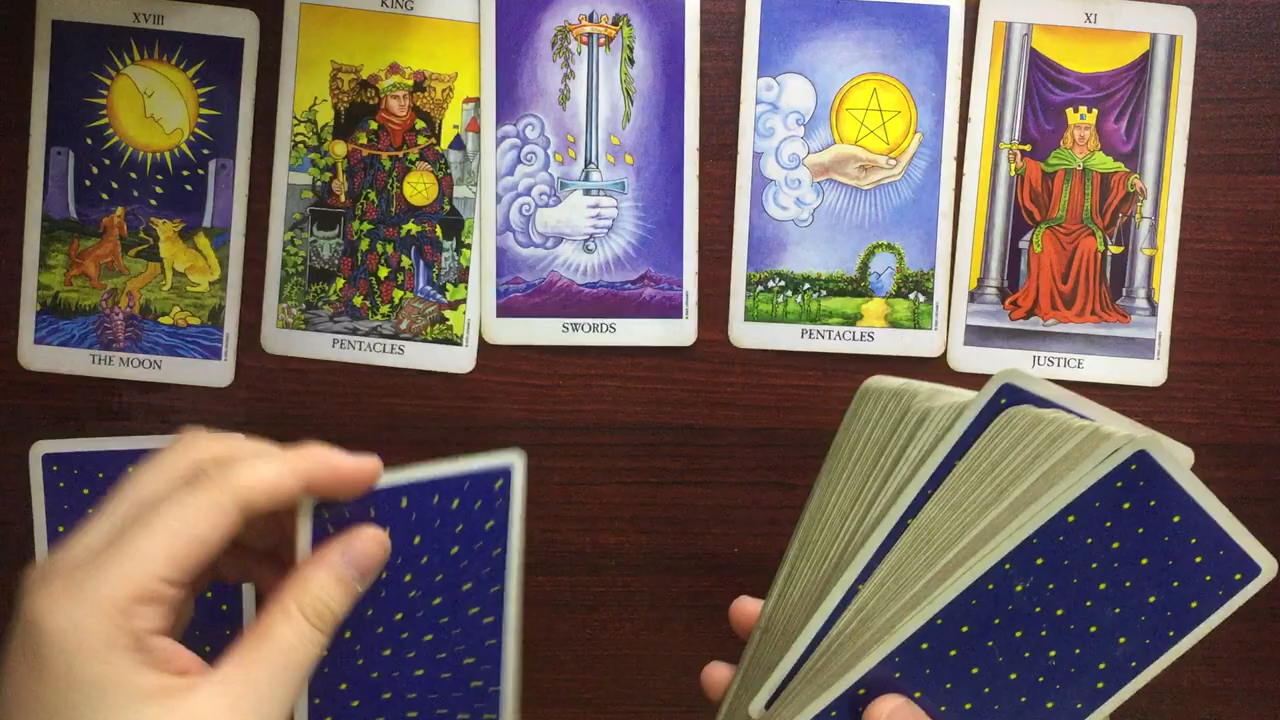 XVIII
THE MOON
KING
PENTACLES
SWORDS
PENTACLES
XI
JUSTICE